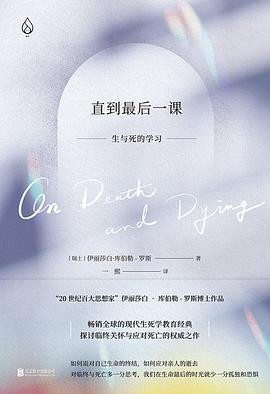 直到最后一课
生与死的学习
On Death
and Dying
[瑞士] 伊丽莎白·库伯勒-罗斯 著
一熙 译
“20世纪百大思想家”伊丽莎白·库伯勒-罗斯博士作品
畅销全球的现代生死学教育经典
探讨临终关怀与应对死亡的权威之作
如何面对自己生命的终结，如何应对亲人的逝去
对临终与死亡多一分思考，我们在生命最后的时光就少一分孤独和恐惧